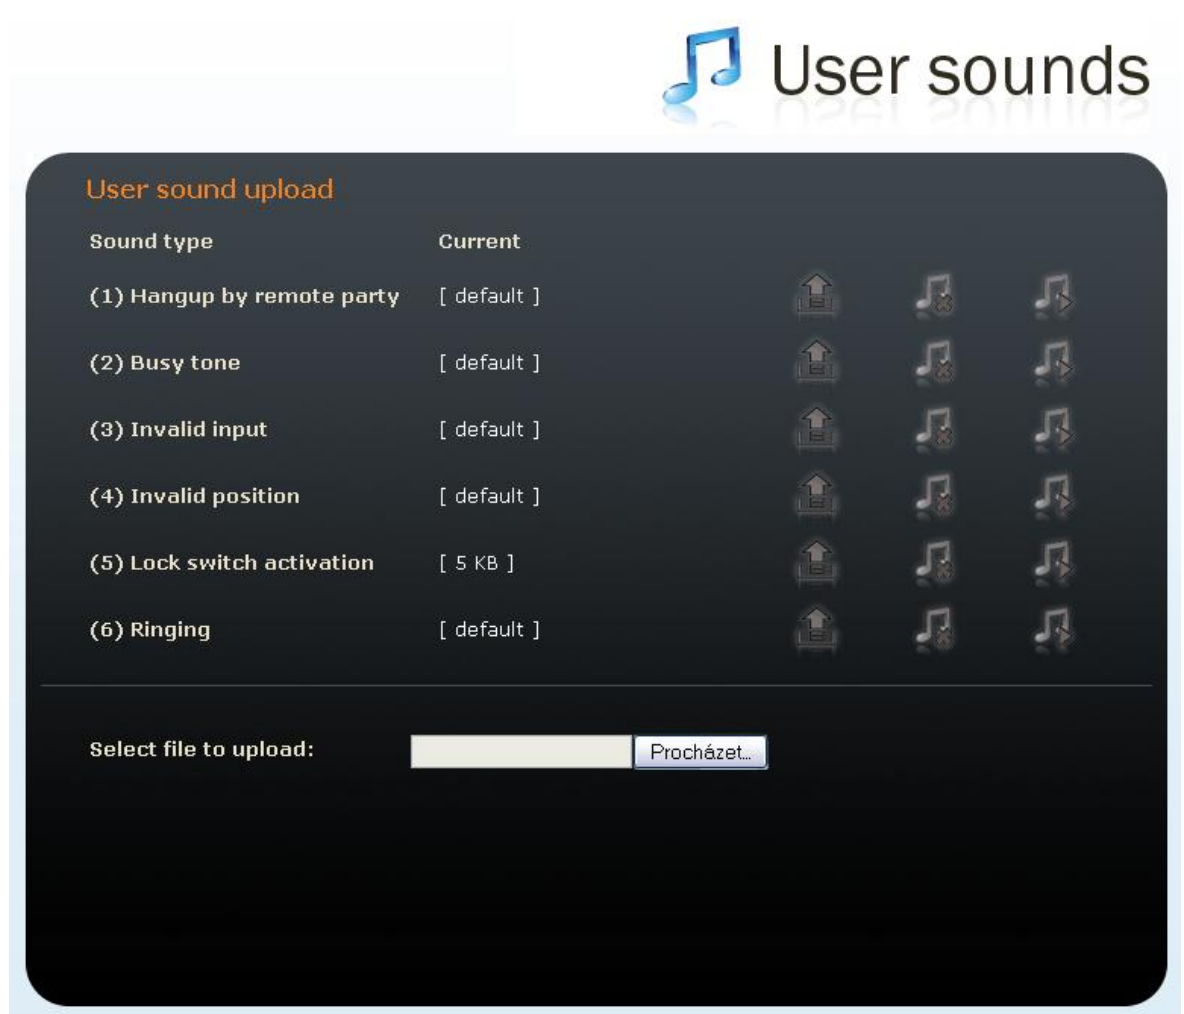 User sounds
User sound upload
Sound type Current
(1) Hangup by remote party [ default ]
(2) Busy tone [ default ]
(3) Invalid input [ default ]
(4) Invalid position [ default ]
(5) Lock switch activation [ 5 KB ]
(6) Ringing [ default ]
Select file to upload: Procházet...